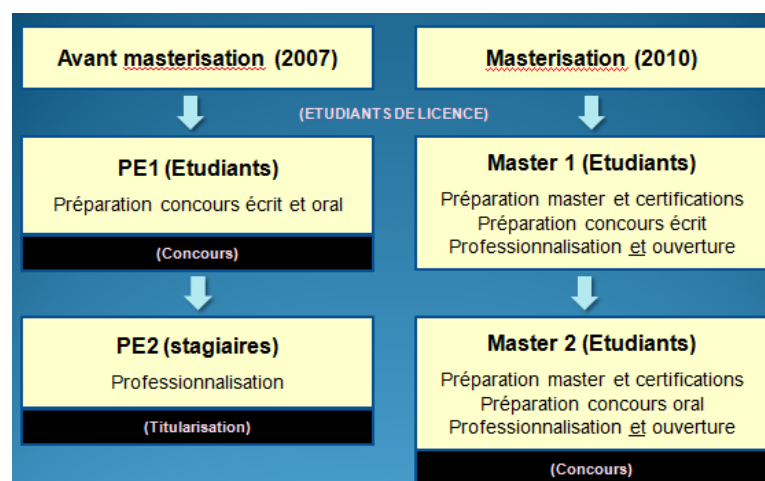 Avant masterisation (2007)
Masterisation (2010)
(ETUDIANTS DE LICENCE)
PE1 (Etudiants)
Préparation concours écrit et oral
(Concours)
Master 1 (Etudiants)
Préparation master et certifications
Préparation concours écrit
Professionnalisation et ouverture
PE2 (stagiaires)
Professionnalisation
(Titularisation)
Master 2 (Etudiants)
Préparation master et certifications
Préparation concours oral
Professionnalisation et ouverture
(Concours)